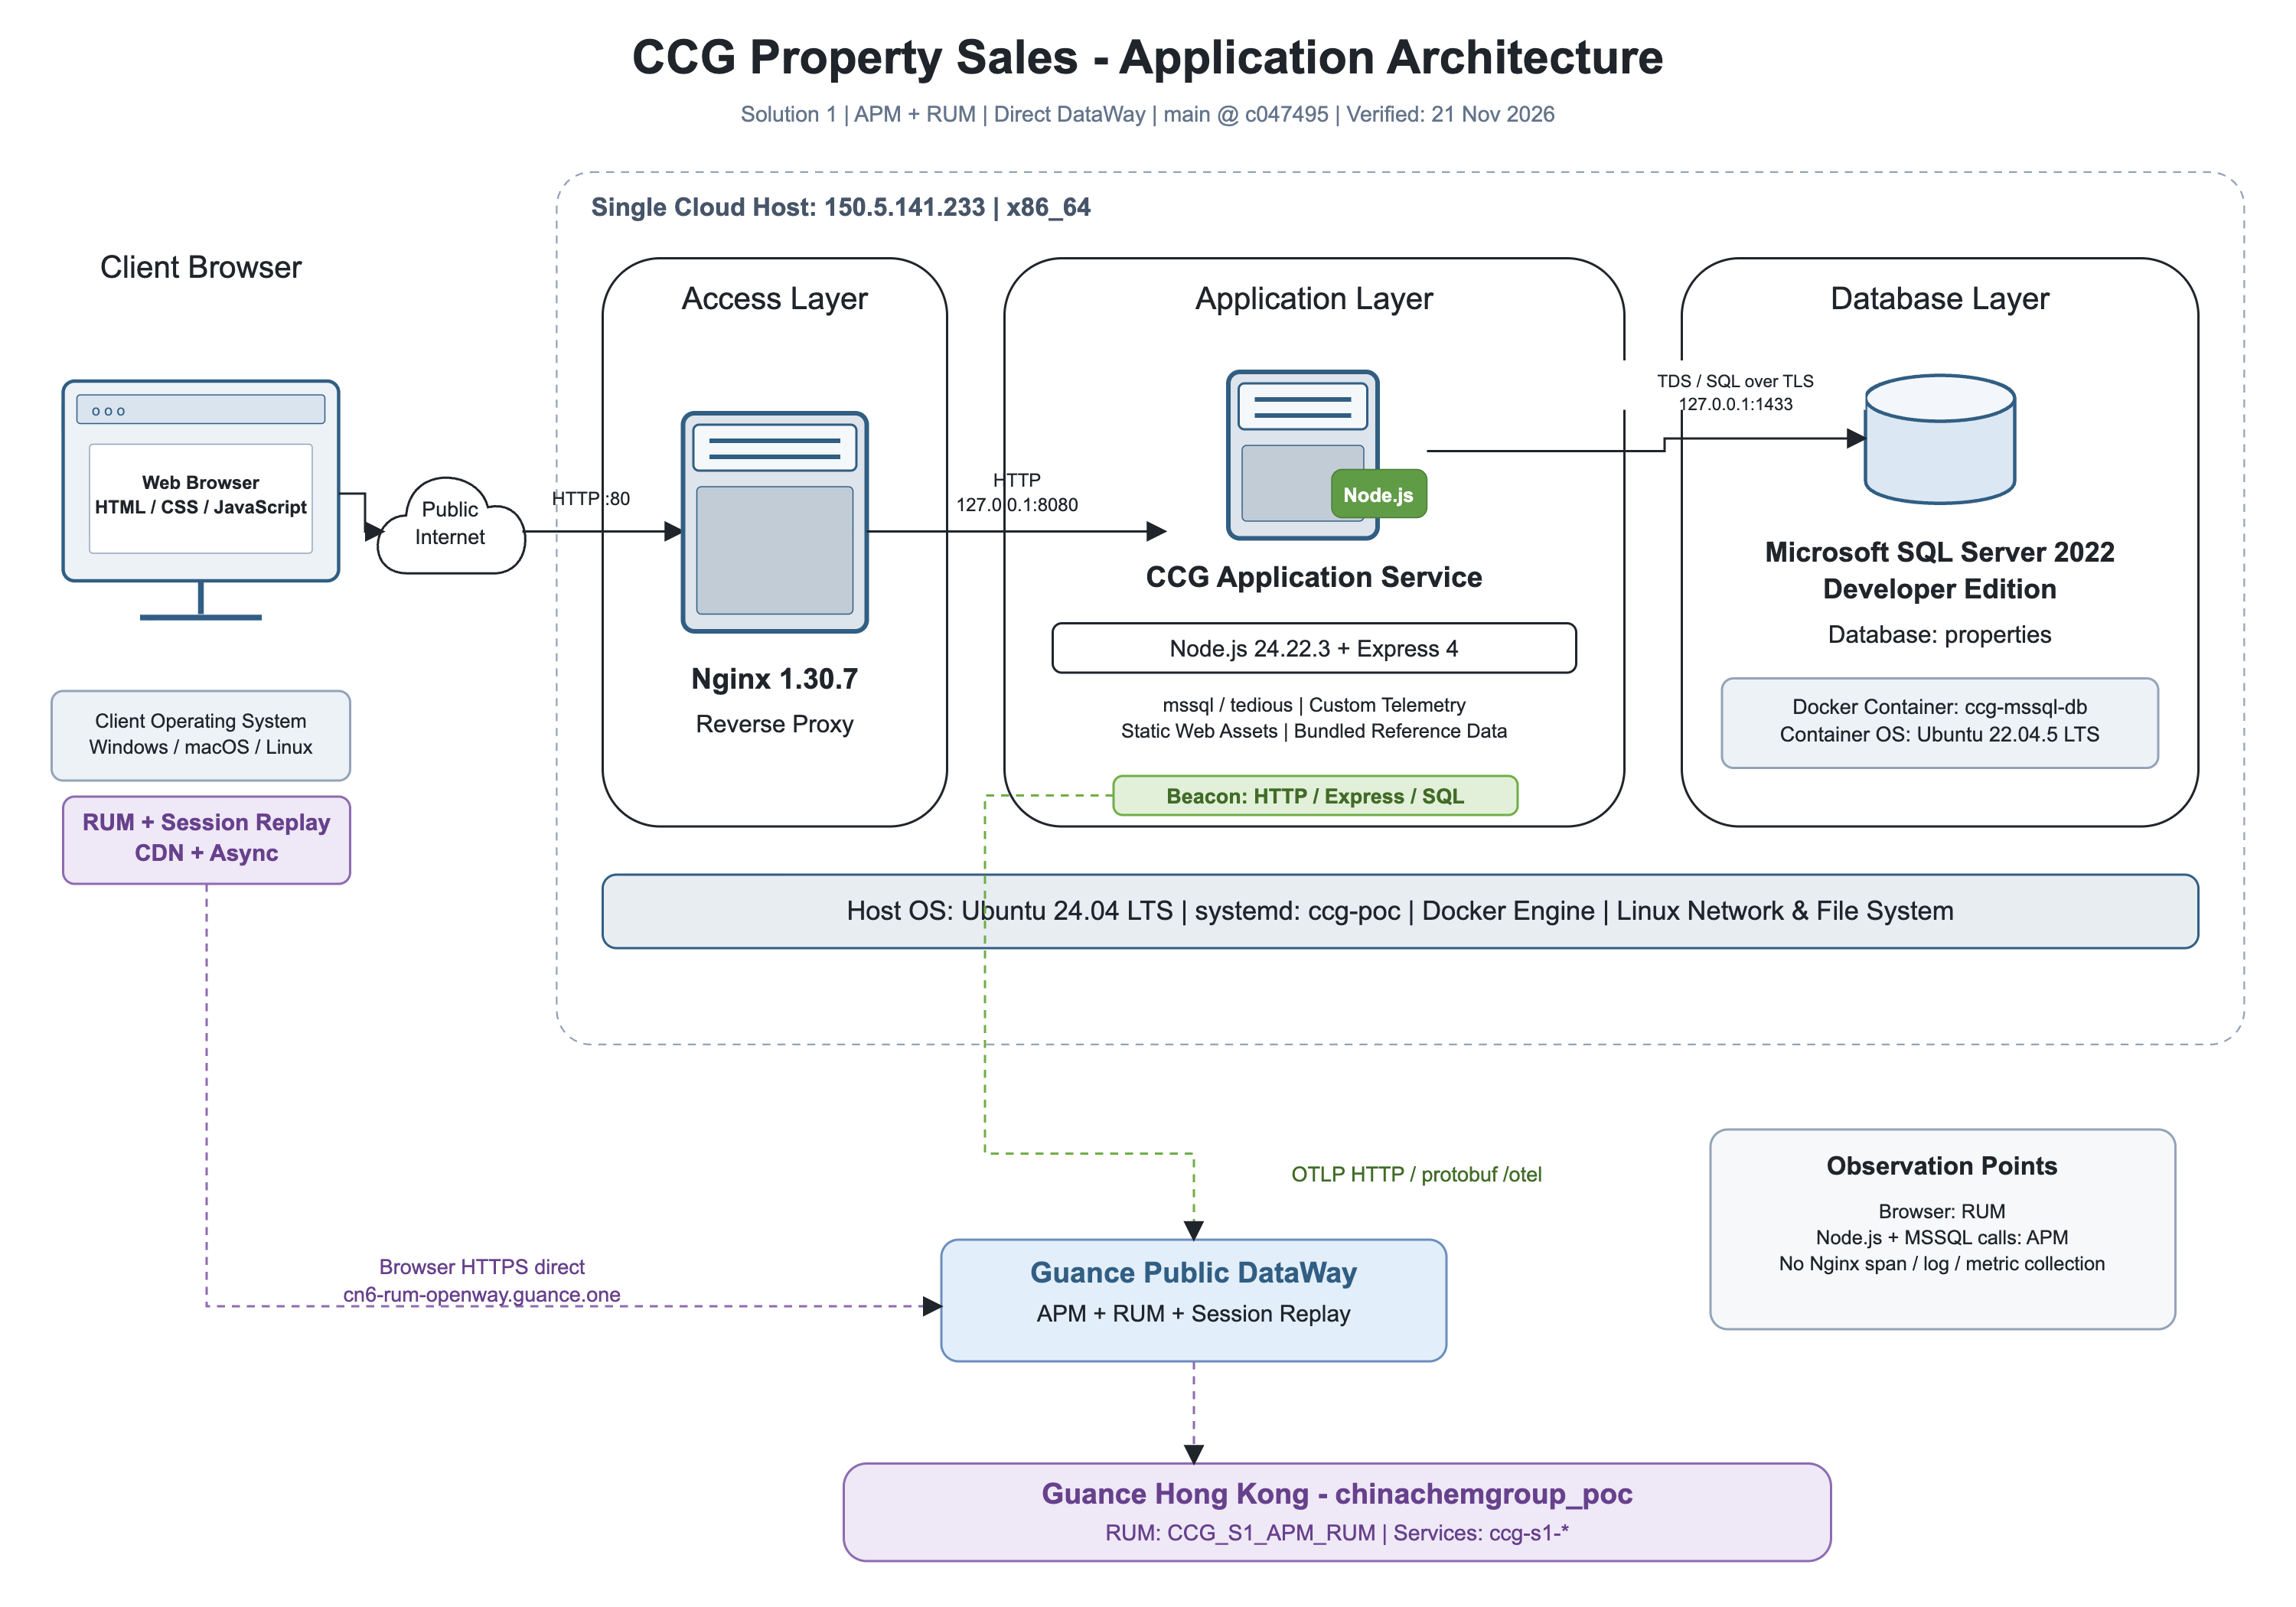 CCG Property Sales - Application Architecture
Solution 1 | APM + RUM | Direct DataWay | main @ c047495 | Verified: 21 Nov 2026
Single Cloud Host: 150.5.141.233 | x86_64
Client Browser
Access Layer
Application Layer
Database Layer
o o o
Web Browser
HTML / CSS / JavaScript
Public
Internet
HTTP :80
HTTP
127.0.0.1:8080
Node.js
TDS / SQL over TLS
127.0.0.1:1433
Nginx 1.30.7
Reverse Proxy
CCG Application Service
Node.js 24.22.3 + Express 4
mssql / tedious | Custom Telemetry
Static Web Assets | Bundled Reference Data
Beacon: HTTP / Express / SQL
Microsoft SQL Server 2022
Developer Edition
Database: properties
Docker Container: ccg-mssql-db
Container OS: Ubuntu 22.04.5 LTS
Client Operating System
Windows / macOS / Linux
RUM + Session Replay
CDN + Async
Host OS: Ubuntu 24.04 LTS | systemd: ccg-poc | Docker Engine | Linux Network & File System
OTLP HTTP / protobuf /otel
Browser HTTPS direct
cn6-rum-openway.guance.one
Guance Public DataWay
APM + RUM + Session Replay
Observation Points
Browser: RUM
Node.js + MSSQL calls: APM
No Nginx span / log / metric collection
Guance Hong Kong - chinachemgroup_poc
RUM: CCG_S1_APM_RUM | Services: ccg-s1-*